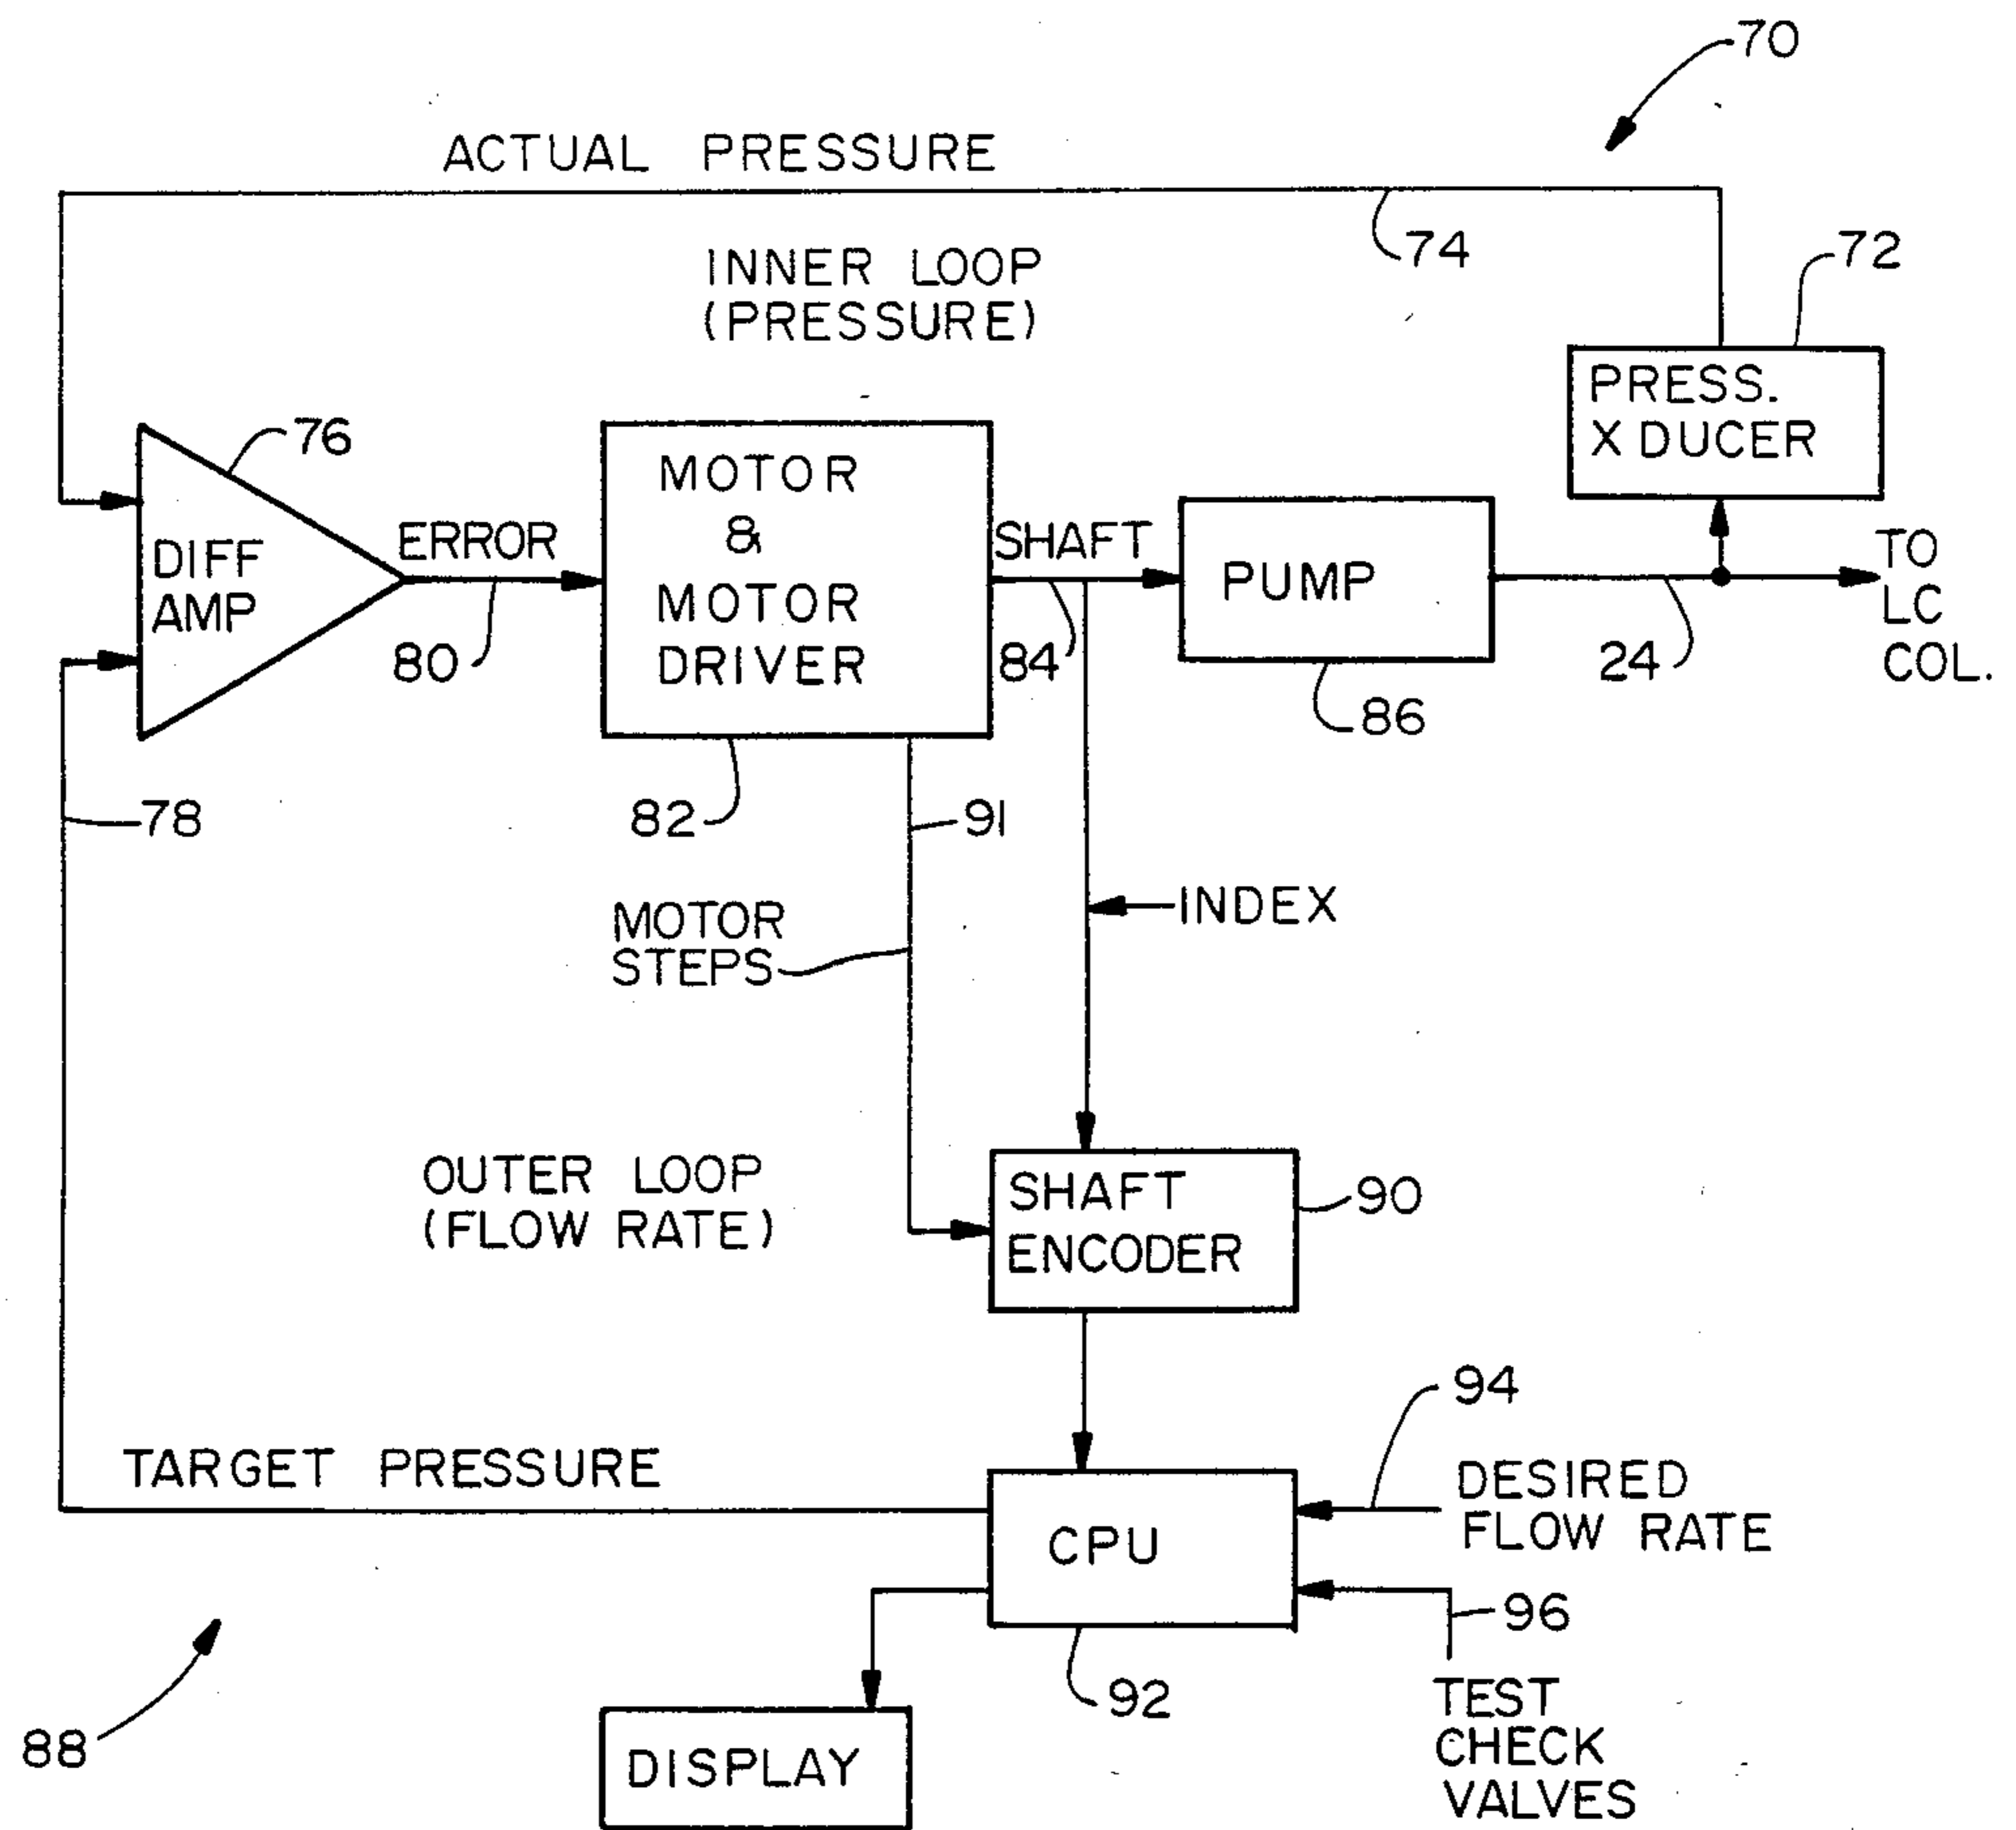 70
ACTUAL PRESSURE
74
INNER LOOP
(PRESSURE)
72
PRESS.
X DUCER
76
DIFF
AMP
ERROR
80
MOTOR
&
MOTOR
DRIVER
82
SHAFT
84
PUMP
86
24
TO
LC
COL.
78
91
MOTOR
STEPS
INDEX
OUTER LOOP
(FLOW RATE)
SHAFT
ENCODER
90
94
TARGET PRESSURE
CPU
DESIRED
FLOW RATE
96
92
TEST
CHECK
VALVES
88
DISPLAY